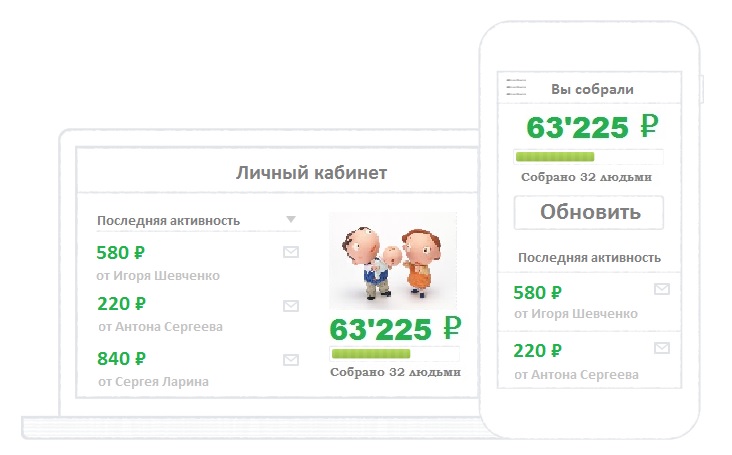 Личный кабинет
Последняя активность
580 ₽
от Игоря Шевченко
220 ₽
от Антона Сергеева
840 ₽
от Сергея Ларина
63'225 ₽
Собрано 32 людьми
Вы собрали
63'225 ₽
Собрано 32 людьми
Обновить
Последняя активность
580 ₽
от Игоря Шевченко
220 ₽
от Антона Сергеева